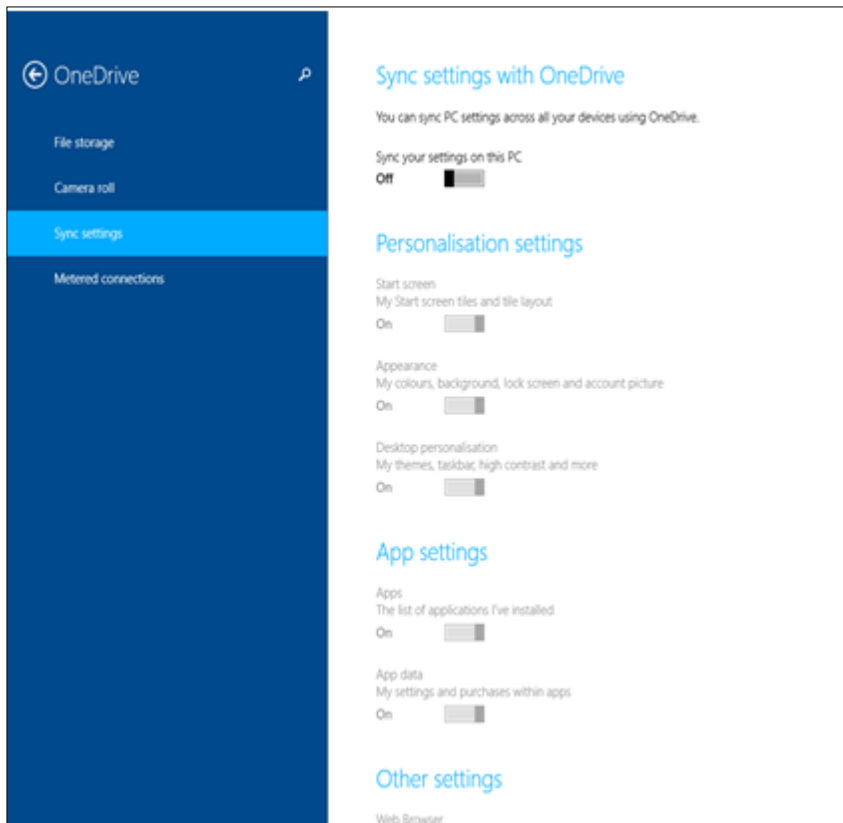 OneDrive
File storage
Camera roll
Sync settings
Metered connections
Sync settings with OneDrive
You can sync PC settings across all your devices using OneDrive.
Sync your settings on this PC
Off
Personalisation settings
Start screen
My Start screen tiles and tile layout
On
Appearance
My colours, background, lock screen and account picture
On
Desktop personalisation
My themes, taskbar, high contrast and more
On
App settings
Apps
The list of applications I've installed
On
App data
My settings and purchases within apps
On
Other settings
Web Browser